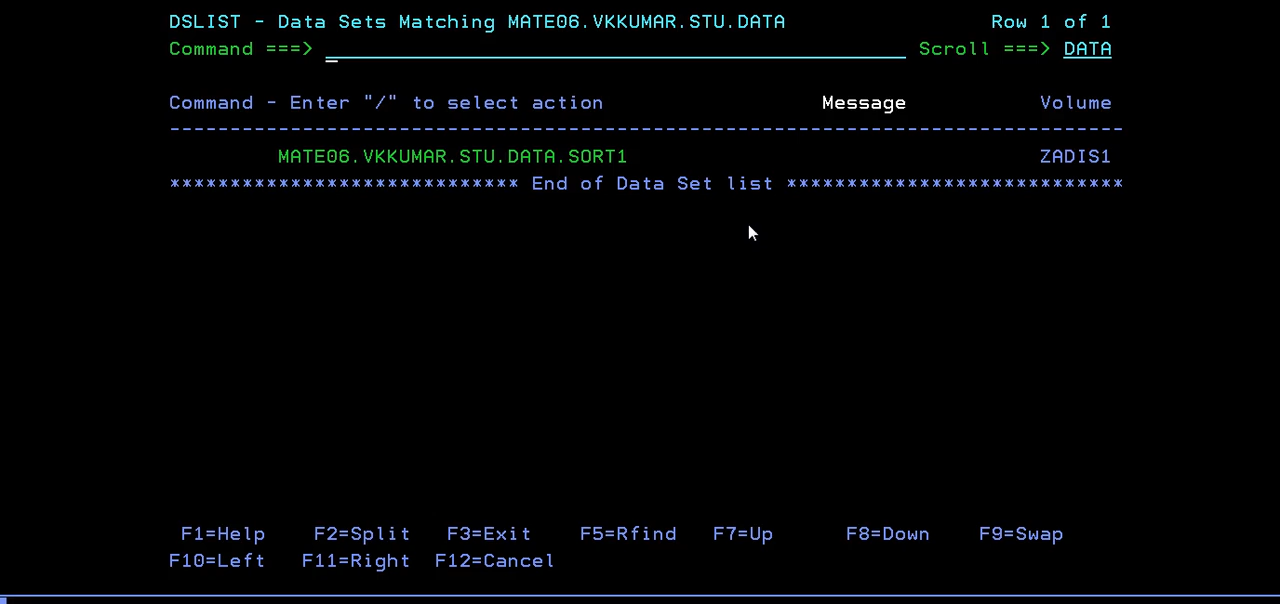 DSLIST - Data Sets Matching MATE06.VKKUMAR.STU.DATA Row 1 of 1
Command ===> Scroll ===> DATA
Command - Enter "/" to select action Message Volume
-------------------------------------------------------------------------------
MATE06.VKKUMAR.STU.DATA.SORT1 ZADIS1
***************************** End of Data Set list ****************************
F1=Help F2=Split F3=Exit F5=Rfind F7=Up F8=Down F9=Swap
F10=Left F11=Right F12=Cancel